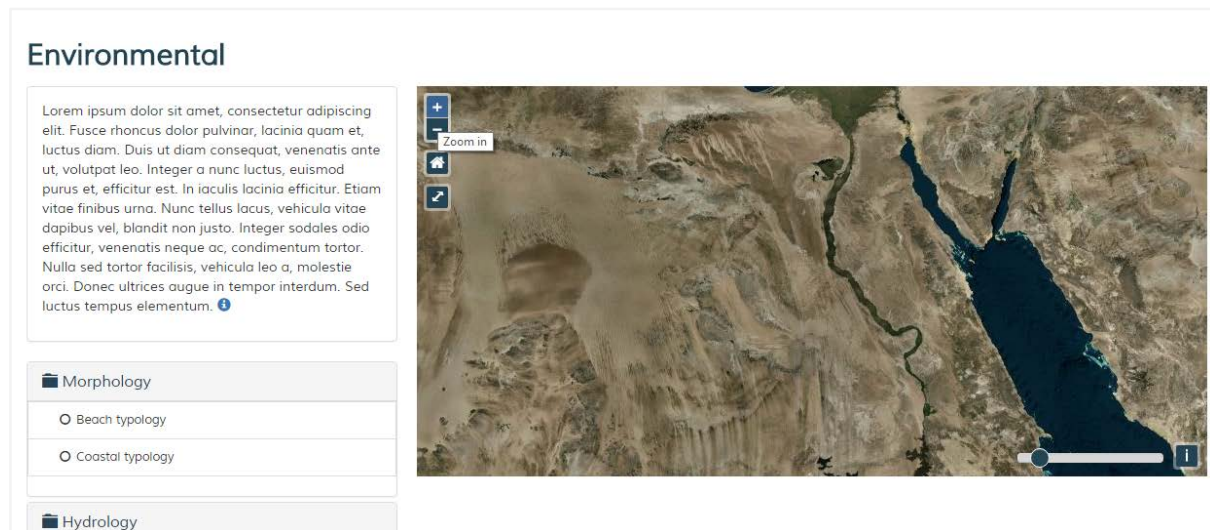 Environmental
Lorem ipsum dolor sit amet, consectetur adipiscing
elit. Fusce rhoncus dolor pulvinar, lacinia quam et,
luctus diam. Duis ut diam consequat, venenatis ante
ut, volutpat leo. Integer a nunc luctus, euismod
purus et, efficitur est. In iaculis lacinia efficitur. Etiam
vitae finibus urna. Nunc tellus lacus, vehicula vitae
dapibus vel, blandit non justo. Integer sodales odio
efficitur, venenatis neque ac, condimentum tortor.
Nulla sed tortor facilisis, vehicula leo a, molestie
orci. Donec ultrices augue in tempor interdum. Sed
luctus tempus elementum.
Morphology
Beach typology
Coastal typology
Hydrology
+
Zoom in
i